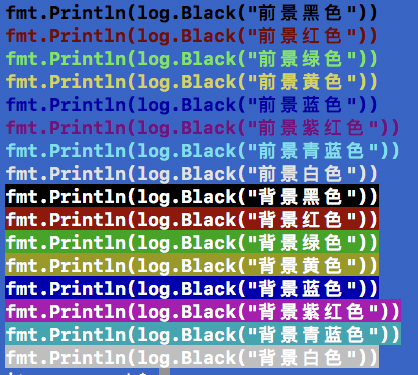 fmt.Println(log.Black("前景黑色"))
fmt.Println(log.Black("前景红色"))
fmt.Println(log.Black("前景绿色"))
fmt.Println(log.Black("前景黄色"))
fmt.Println(log.Black("前景蓝色"))
fmt.Println(log.Black("前景紫红色"))
fmt.Println(log.Black("前景青蓝色"))
fmt.Println(log.Black("前景白色"))
fmt.Println(log.Black("背景黑色"))
fmt.Println(log.Black("背景红色"))
fmt.Println(log.Black("背景绿色"))
fmt.Println(log.Black("背景黄色"))
fmt.Println(log.Black("背景蓝色"))
fmt.Println(log.Black("背景紫红色"))
fmt.Println(log.Black("背景青蓝色"))
fmt.Println(log.Black("背景白色"))